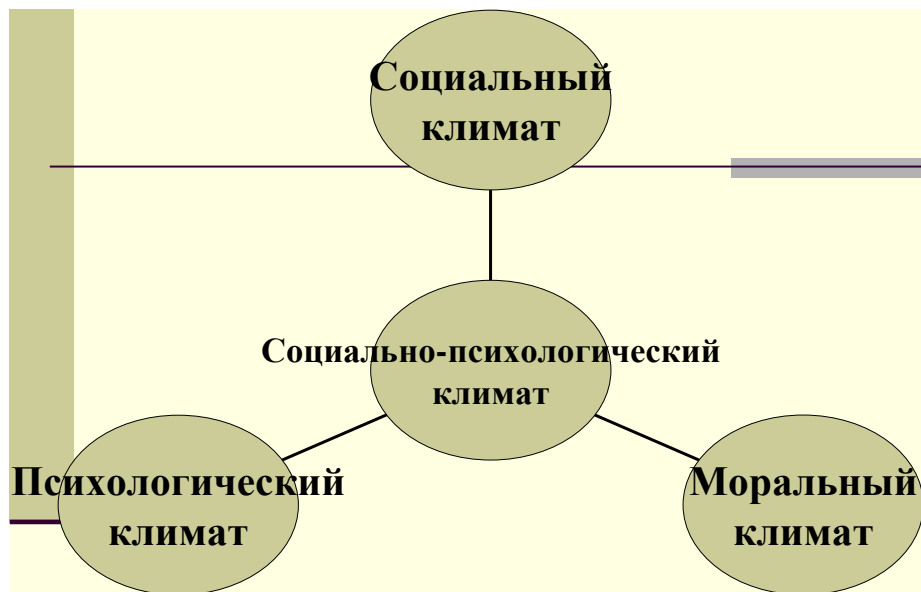 Социальный
климат
Социально-психологический
климат
Психологический
климат
Моральный
климат